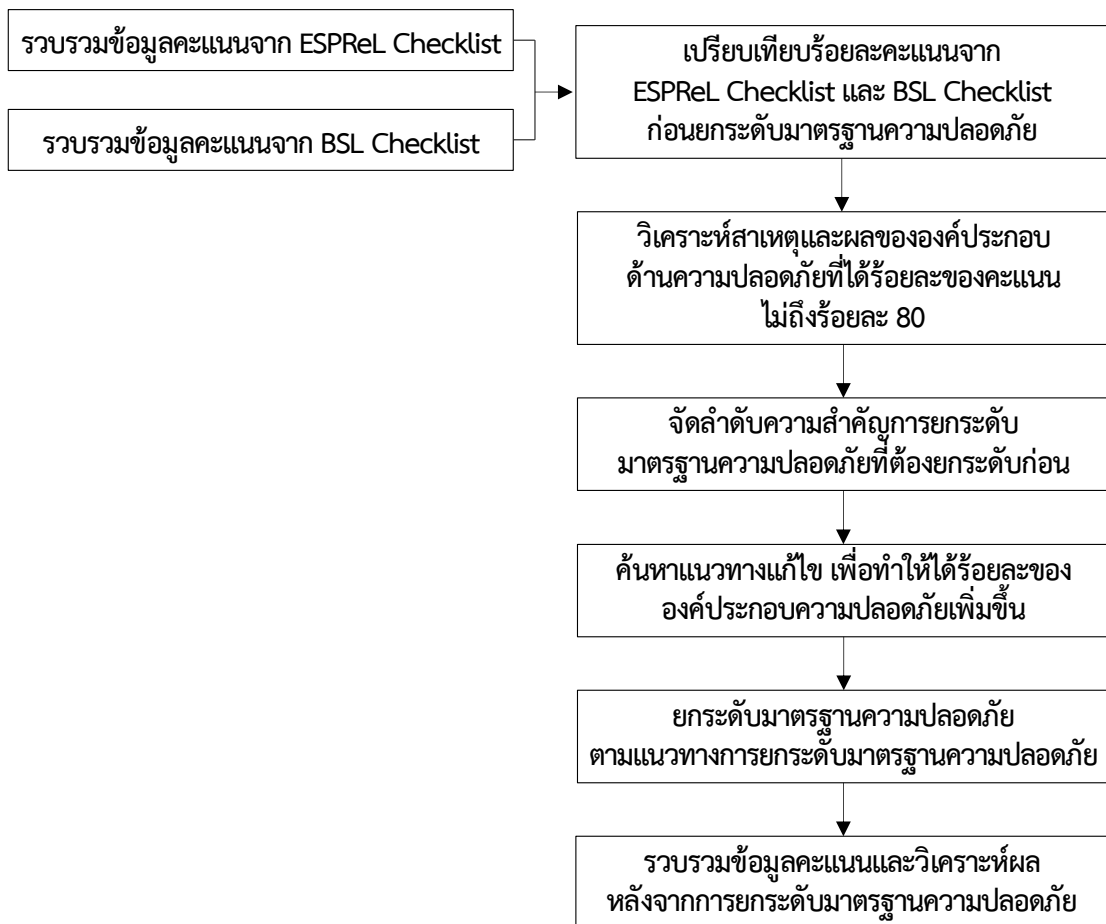 รวบรวมข้อมูลคะแนนจาก ESPReL Checklist
รวบรวมข้อมูลคะแนนจาก BSL Checklist
เปรียบเทียบร้อยละคะแนนจาก
ESPReL Checklist และ BSL Checklist
ก่อนยกระดับมาตรฐานความปลอดภัย
วิเคราะห์สาเหตุและผลขององค์ประกอบ
ด้านความปลอดภัยที่ได้ร้อยละของคะแนน
ไม่ถึงร้อยละ 80
จัดลำดับความสำคัญการยกระดับ
มาตรฐานความปลอดภัยที่ต้องยกระดับก่อน
ค้นหาแนวทางแก้ไข เพื่อทำให้ได้ร้อยละของ
องค์ประกอบความปลอดภัยเพิ่มขึ้น
ยกระดับมาตรฐานความปลอดภัย
ตามแนวทางการยกระดับมาตรฐานความปลอดภัย
รวบรวมข้อมูลคะแนนและวิเคราะห์ผล
หลังจากการยกระดับมาตรฐานความปลอดภัย